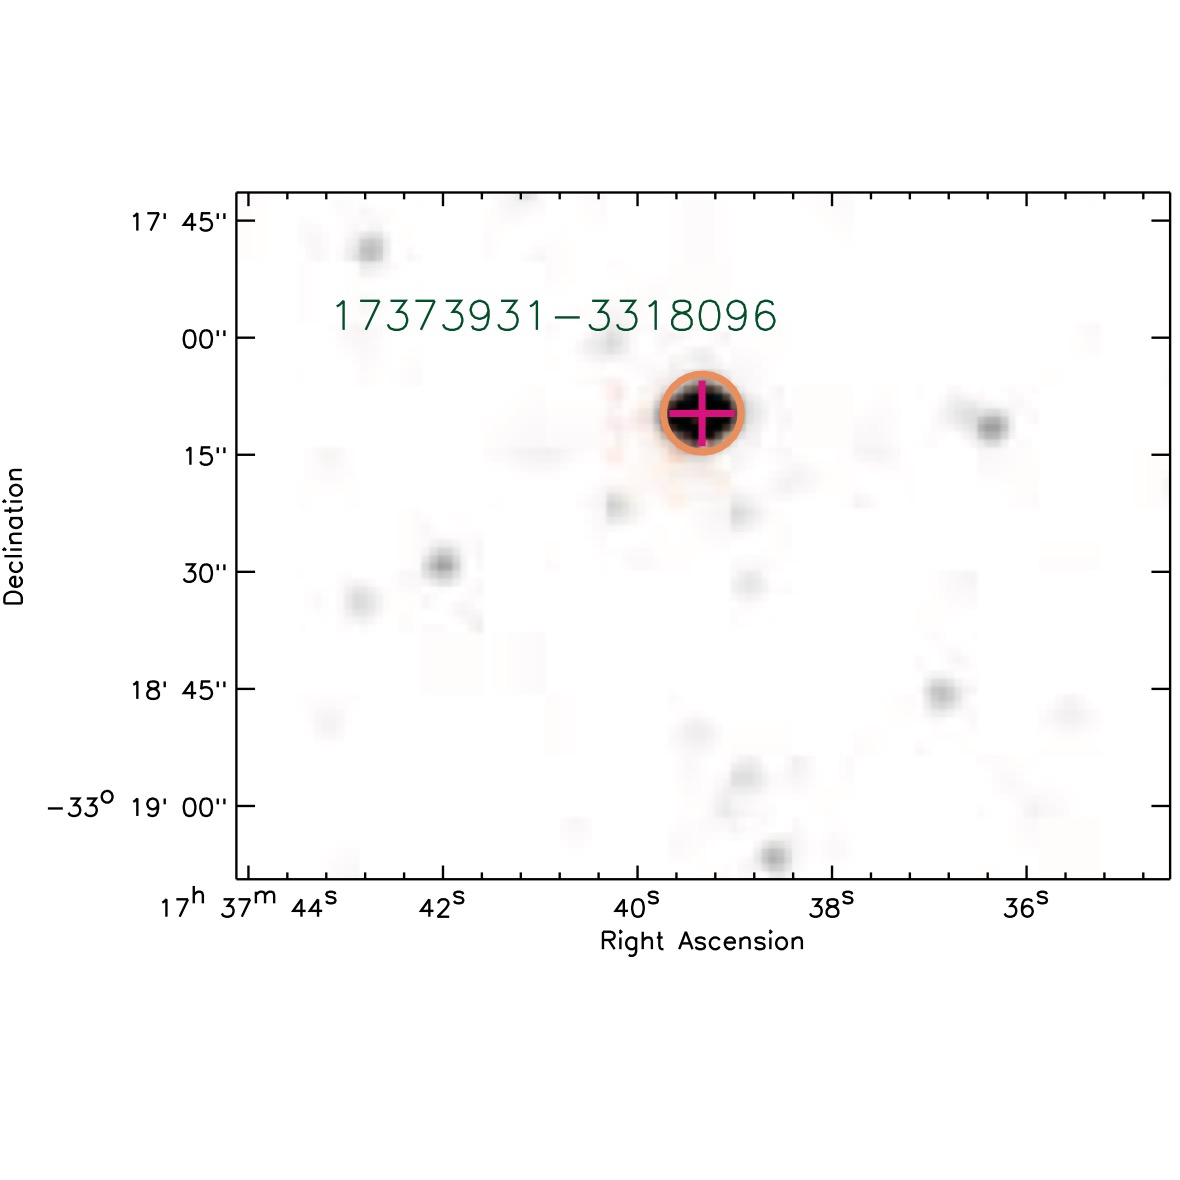 17' 45"
17373931-3318096
00"
15"
30"
18' 45"
-33° 19' 00"
17h 37m 44s 42s 40s 38s 36s
Right Ascension
Declination